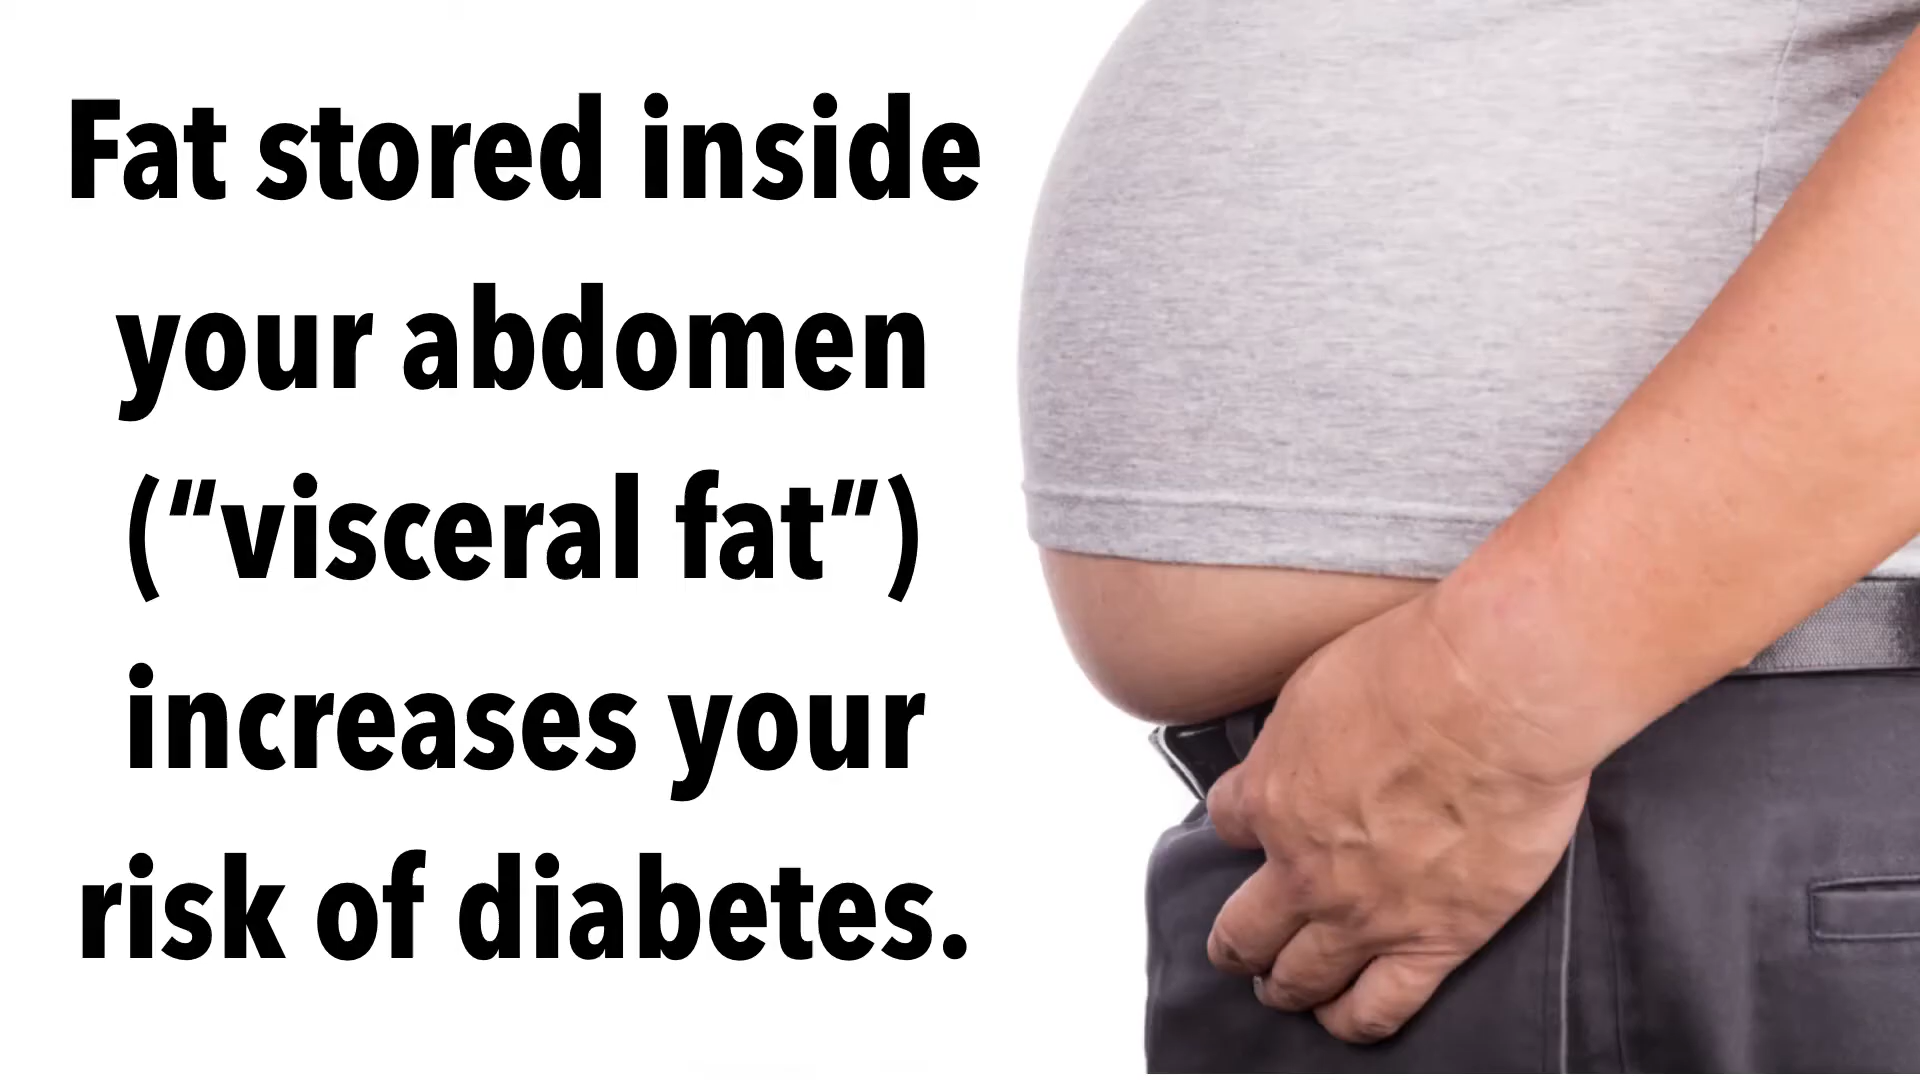 Fat stored inside
your abdomen
(“visceral fat”)
increases your
risk of diabetes.